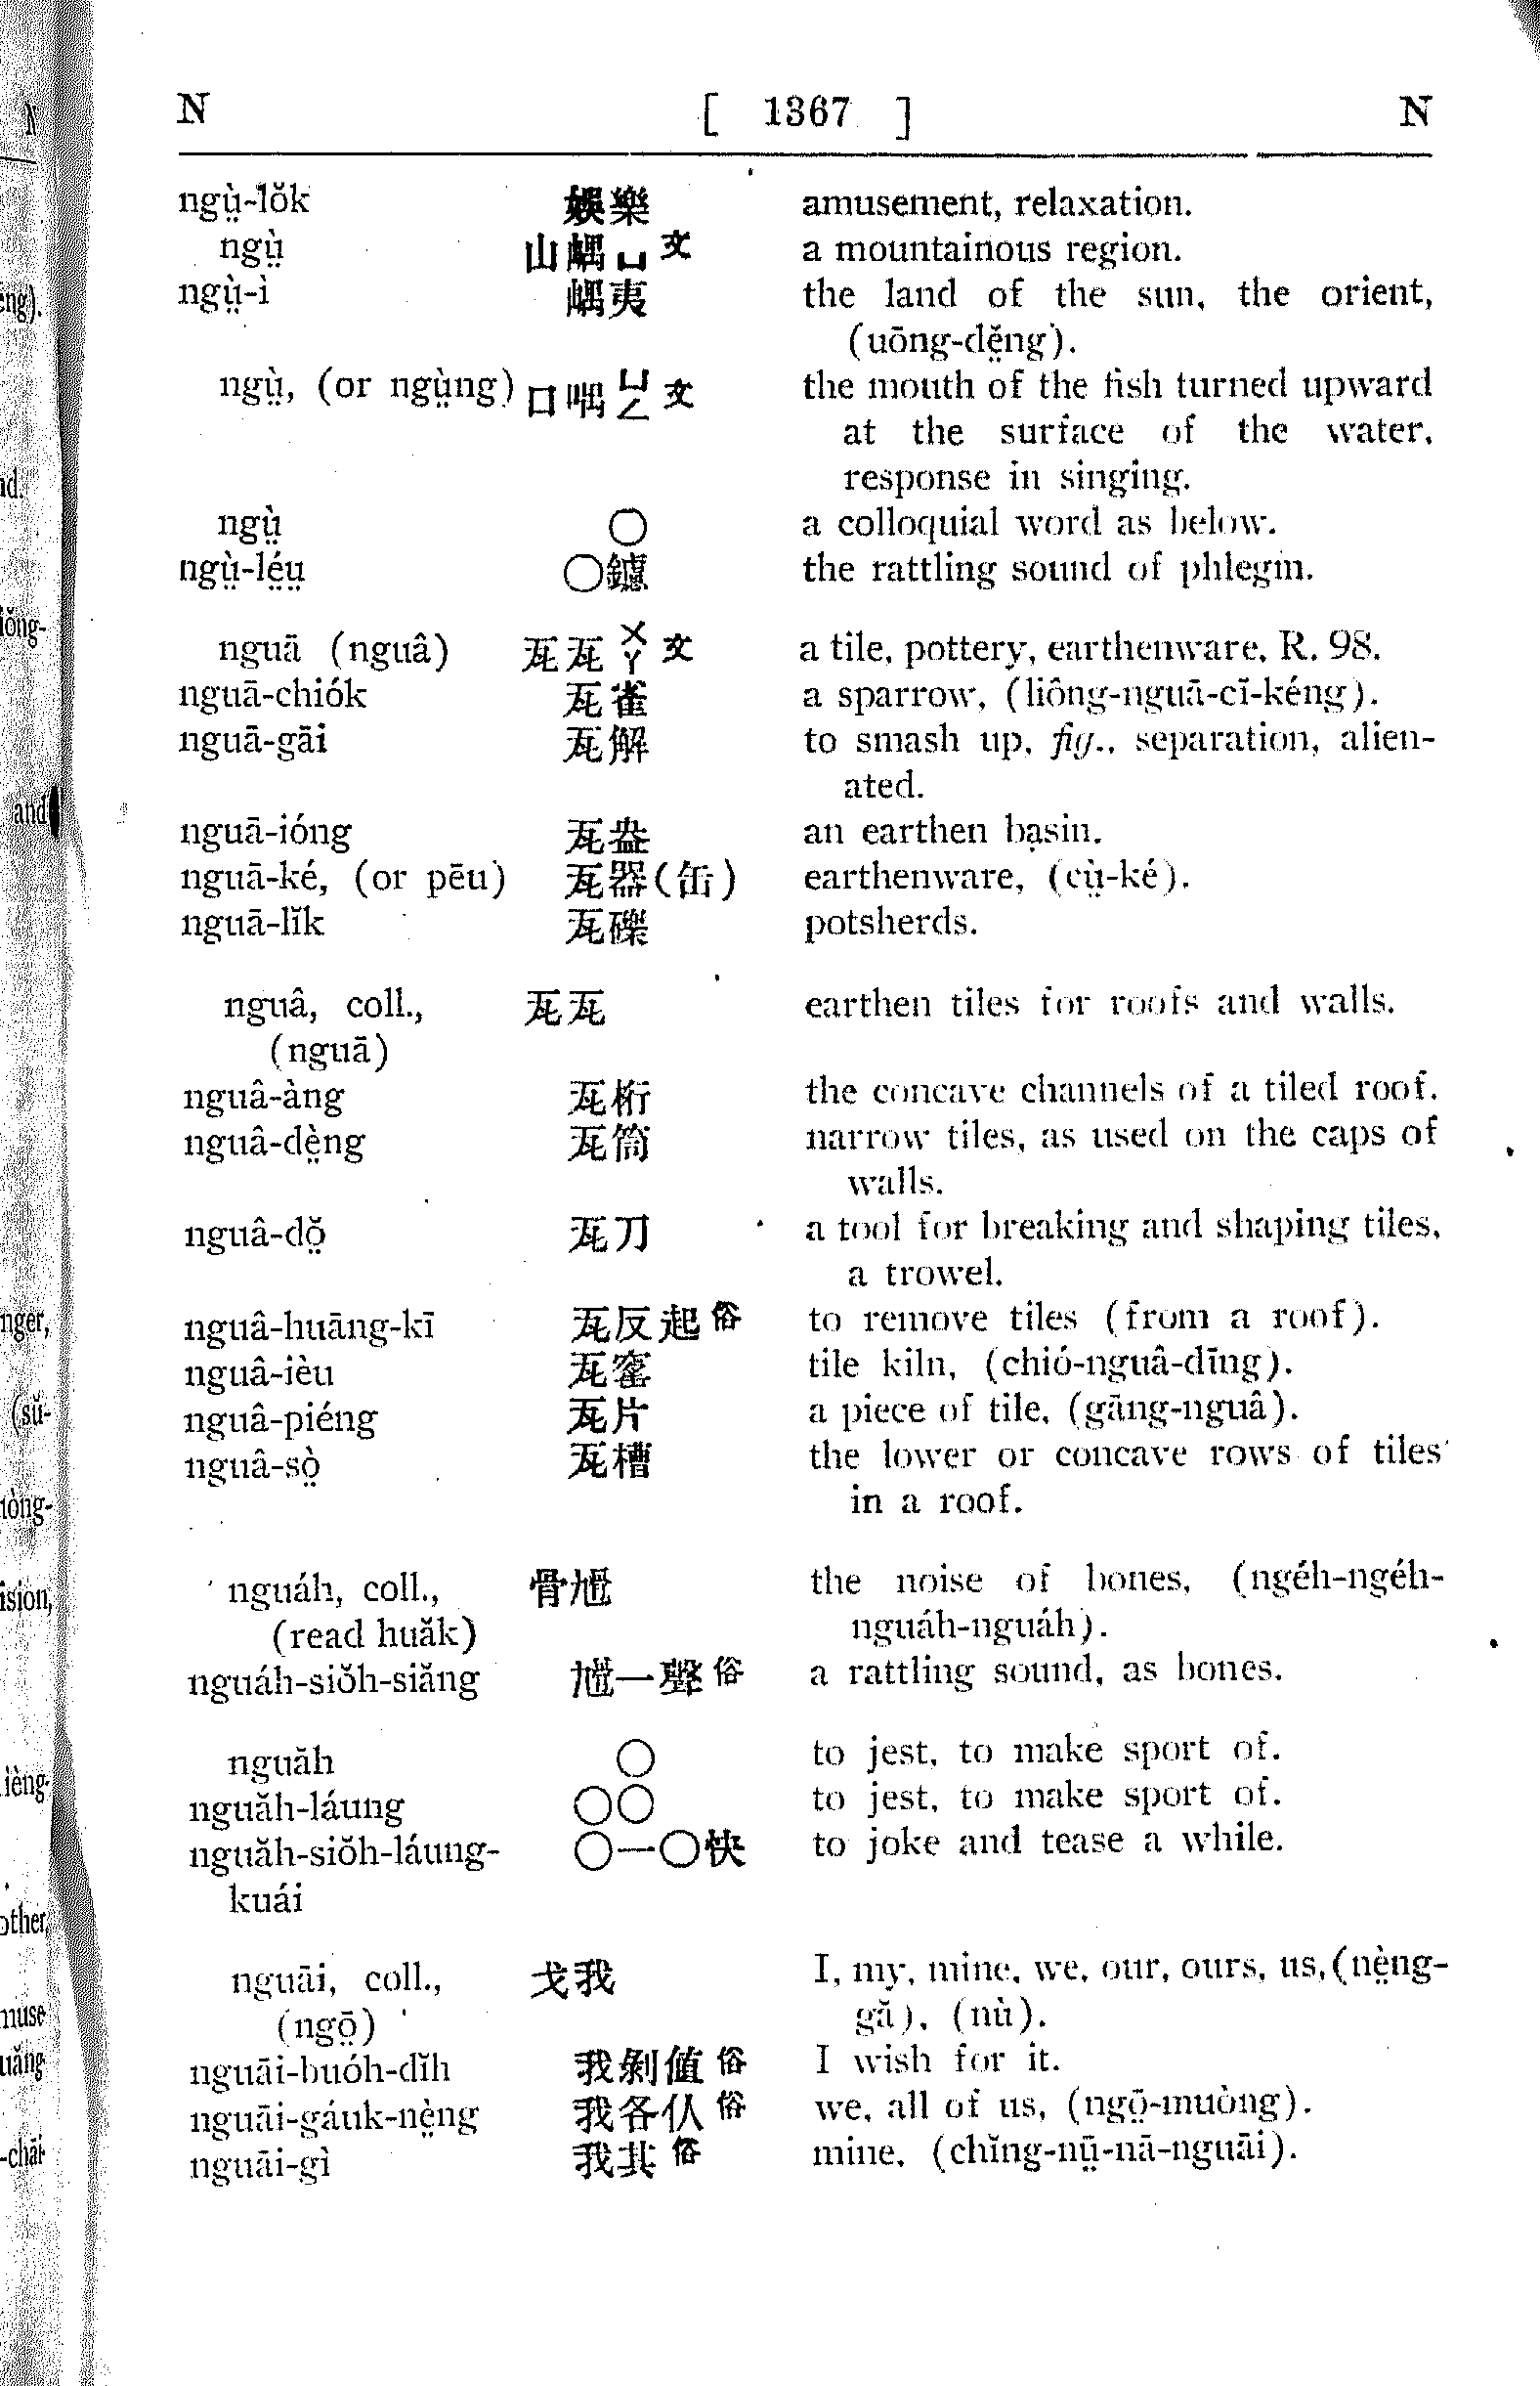 N [ 1367 ] N
ngṳ̀-lŏk 娛樂 amusement, relaxation.
ngṳ̀ 山嵎ㄩ文 a mountainous region.
ngṳ̀-ì 嵎夷 the land of the sun, the orient,
(uōng-dĕ̤ng).
ngṳ̀, (or ngṳ̀ng) 口喁ㄩㄥ文 the mouth of the fish turned upward
at the surface of the water,
response in singing.
ngṳ̀ ○ a colloquial word as below.
ngṳ̀-lé̤ṳ ○鑢 the rattling sound of phlegm.
nguā (nguâ) 瓦瓦ㄨㄚ文 a tile, pottery, earthenware, R. 98.
nguā-chiók 瓦雀 a sparrow, (liông-nguā-cī-kéng).
nguā-gāi 瓦解 to smash up, fig., separation, alien-
ated.
nguā-ióng 瓦盎 an earthen basin.
nguā-ké, (or pēu) 瓦器(缶) earthenware, (cṳ̀-ké).
nguā-lĭk 瓦礫 potsherds.
nguâ, coll., 瓦瓦 earthen tiles for roofs and walls.
(nguā)
nguâ-àng 瓦桁 the concave channels of a tiled roof.
nguâ-dè̤ng 瓦筒 narrow tiles, as used on the caps of
walls.
nguâ-dŏ̤ 瓦刀 a tool for breaking and shaping tiles,
a trowel.
nguâ-huāng-kī 瓦反起俗 to remove tiles (from a roof).
nguâ-ièu 瓦窰 tile kiln, (chió-nguâ-dīng).
nguâ-piéng 瓦片 a piece of tile, (gāng-nguâ).
nguâ-sò̤ 瓦槽 the lower or concave rows of tiles
in a roof.
nguáh, coll., 骨 the noise of bones, (ngéh-ngéh-
(read huăk) nguáh-nguáh).
nguáh-siŏh-siăng 一聲俗 a rattling sound, as bones.
nguăh ○ to jest, to make sport of.
nguăh-láung ○○ to jest, to make sport of.
nguăh-siŏh-láung- ○一○快 to joke and tease a while.
kuái
nguāi, coll., 戈我 I, my, mine, we, our, ours, us, (nè̤ng-
(ngō̤) gă), (nù).
nguāi-buóh-dĭh 我剝值俗 I wish for it.
nguāi-gáuk-nè̤ng 我各仈俗 we, all of us, (ngō̤-muòng).
nguāi-gì 我其俗 mine, (chĭng-nṳ̄-nā-nguāi).